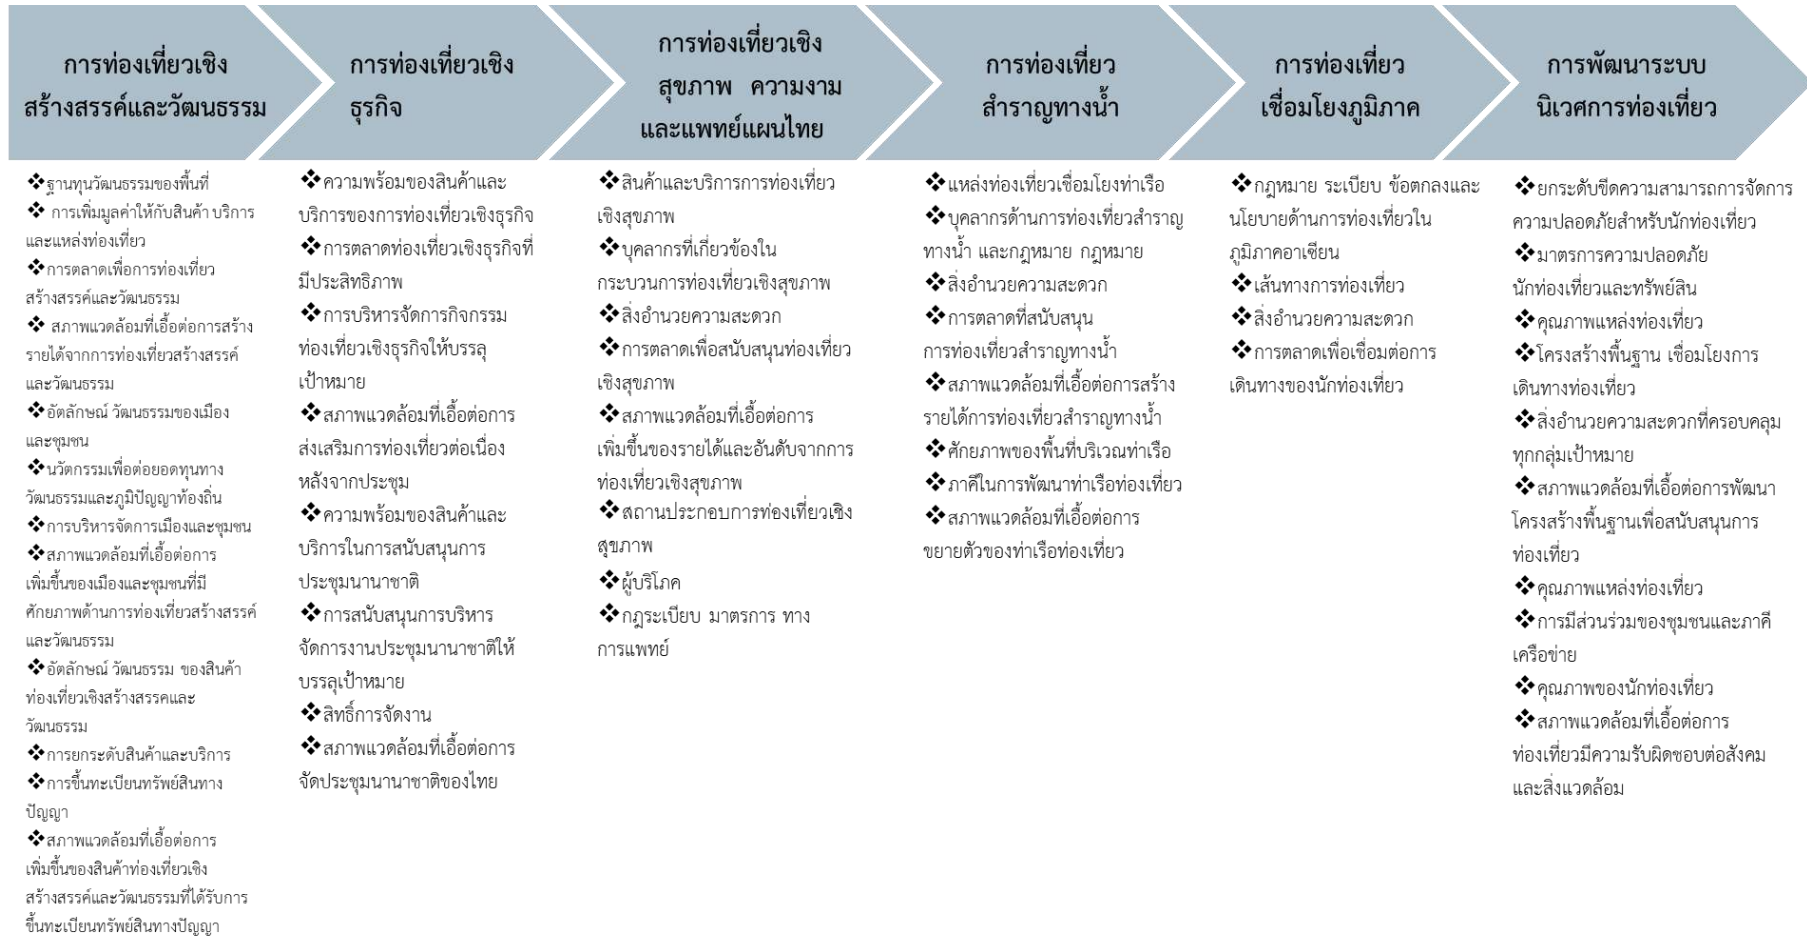 การท่องเที่ยวเชิง
สร้างสรรค์และวัฒนธรรม
❖ฐานทุนวัฒนธรรมของพื้นที่
❖ การเพิ่มมูลค่าให้กับสินค้า บริการ
และแหล่งท่องเที่ยว
❖การตลาดเพื่อการท่องเที่ยว
สร้างสรรค์และวัฒนธรรม
❖ สภาพแวดล้อมที่เอื้อต่อการสร้าง
รายได้จากการท่องเที่ยวสร้างสรรค์
และวัฒนธรรม
❖อัตลักษณ์ วัฒนธรรมของเมือง
และชุมชน
❖นวัตกรรมเพื่อต่อยอดทุนทาง
วัฒนธรรมและภูมิปัญญาท้องถิ่น
❖การบริหารจัดการเมืองและชุมชน
❖สภาพแวดล้อมที่เอื้อต่อการ
เพิ่มขึ้นของเมืองและชุมชนที่มี
ศักยภาพด้านการท่องเที่ยวสร้างสรรค์
และวัฒนธรรม
❖อัตลักษณ์ วัฒนธรรม ของสินค้า
ท่องเที่ยวเชิงสร้างสรรคและ
วัฒนธรรม
❖การยกระดับสินค้าและบริการ
❖การขึ้นทะเบียนทรัพย์สินทาง
ปัญญา
❖สภาพแวดล้อมที่เอื้อต่อการ
เพิ่มขึ้นของสินค้าท่องเที่ยวเชิง
สร้างสรรค์และวัฒนธรรมที่ได้รับการ
ขึ้นทะเบียนทรัพย์สินทางปัญญา
การท่องเที่ยวเชิง
ธุรกิจ
❖ความพร้อมของสินค้าและ
บริการของการท่องเที่ยวเชิงธุรกิจ
❖การตลาดท่องเที่ยวเชิงธุรกิจที่
มีประสิทธิภาพ
❖การบริหารจัดการกิจกรรม
ท่องเที่ยวเชิงธุรกิจให้บรรลุ
เป้าหมาย
❖สภาพแวดล้อมที่เอื้อต่อการ
ส่งเสริมการท่องเที่ยวต่อเนื่อง
หลังจากประชุม
❖ความพร้อมของสินค้าและ
บริการในการสนับสนุนการ
ประชุมนานาชาติ
❖การสนับสนุนการบริหาร
จัดการงานประชุมนานาชาติให้
บรรลุเป้าหมาย
❖สิทธิ์การจัดงาน
❖สภาพแวดล้อมที่เอื้อต่อการ
จัดประชุมนานาชาติของไทย
การท่องเที่ยวเชิง
สุขภาพ ความงาม
และแพทย์แผนไทย
❖สินค้าและบริการการท่องเที่ยว
เชิงสุขภาพ
❖บุคลากรที่เกี่ยวข้องใน
กระบวนการท่องเที่ยวเชิงสุขภาพ
❖สิ่งอำนวยความสะดวก
❖การตลาดเพื่อสนับสนุนท่องเที่ยว
เชิงสุขภาพ
❖สภาพแวดล้อมที่เอื้อต่อการ
เพิ่มขึ้นของรายได้และอันดับจากการ
ท่องเที่ยวเชิงสุขภาพ
❖สถานประกอบการท่องเที่ยวเชิง
สุขภาพ
❖ผู้บริโภค
❖กฎระเบียบ มาตรการ ทาง
การแพทย์
การท่องเที่ยว
สำราญทางน้ำ
❖แหล่งท่องเที่ยวเชื่อมโยงท่าเรือ
❖บุคลากรด้านการท่องเที่ยวสำราญ
ทางน้ำ และกฎหมาย กฎหมาย
❖สิ่งอำนวยความสะดวก
❖การตลาดที่สนับสนุน
การท่องเที่ยวสำราญทางน้ำ
❖สภาพแวดล้อมที่เอื้อต่อการสร้าง
รายได้การท่องเที่ยวสำราญทางน้ำ
❖ศักยภาพของพื้นที่บริเวณท่าเรือ
❖ภาคีในการพัฒนาท่าเรือท่องเที่ยว
❖สภาพแวดล้อมที่เอื้อต่อการ
ขยายตัวของท่าเรือท่องเที่ยว
การท่องเที่ยว
เชื่อมโยงภูมิภาค
❖กฎหมาย ระเบียบ ข้อตกลงและ
นโยบายด้านการท่องเที่ยวใน
ภูมิภาคอาเซียน
❖เส้นทางการท่องเที่ยว
❖สิ่งอำนวยความสะดวก
❖การตลาดเพื่อเชื่อมต่อการ
เดินทางของนักท่องเที่ยว
การพัฒนาระบบ
นิเวศการท่องเที่ยว
❖ยกระดับขีดความสามารถการจัดการ
ความปลอดภัยสำหรับนักท่องเที่ยว
❖มาตรการความปลอดภัย
นักท่องเที่ยวและทรัพย์สิน
❖คุณภาพแหล่งท่องเที่ยว
❖โครงสร้างพื้นฐาน เชื่อมโยงการ
เดินทางท่องเที่ยว
❖สิ่งอำนวยความสะดวกที่ครอบคลุม
ทุกกลุ่มเป้าหมาย
❖สภาพแวดล้อมที่เอื้อต่อการพัฒนา
โครงสร้างพื้นฐานเพื่อสนับสนุนการ
ท่องเที่ยว
❖คุณภาพแหล่งท่องเที่ยว
❖การมีส่วนร่วมของชุมชนและภาคี
เครือข่าย
❖คุณภาพของนักท่องเที่ยว
❖สภาพแวดล้อมที่เอื้อต่อการ
ท่องเที่ยวมีความรับผิดชอบต่อสังคม
และสิ่งแวดล้อม